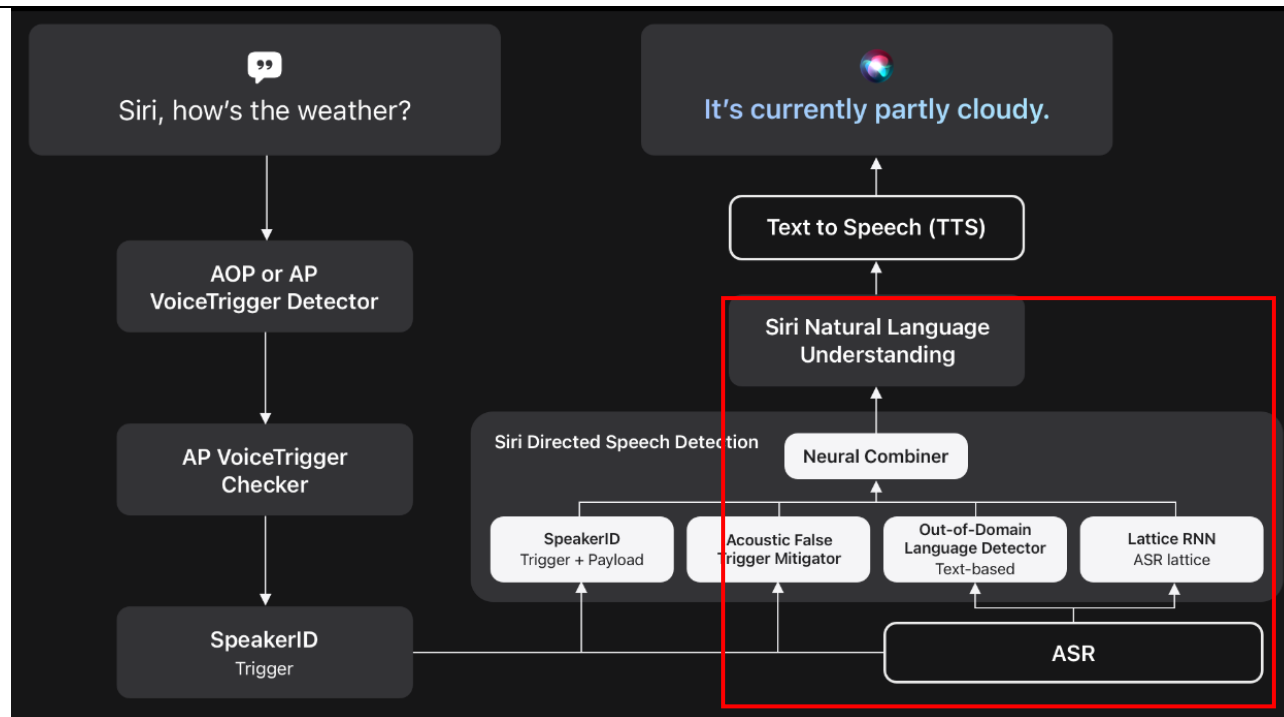 Siri, how's the weather?
AOP or AP
VoiceTrigger Detector
AP VoiceTrigger
Checker
SpeakerID
Trigger
It's currently partly cloudy.
Text to Speech (TTS)
Siri Natural Language
Understanding
Siri Directed Speech Detection
Neural Combiner
SpeakerID
Trigger + Payload
Acoustic False
Trigger Mitigator
Out-of-Domain
Language Detector
Text-based
Lattice RNN
ASR lattice
ASR